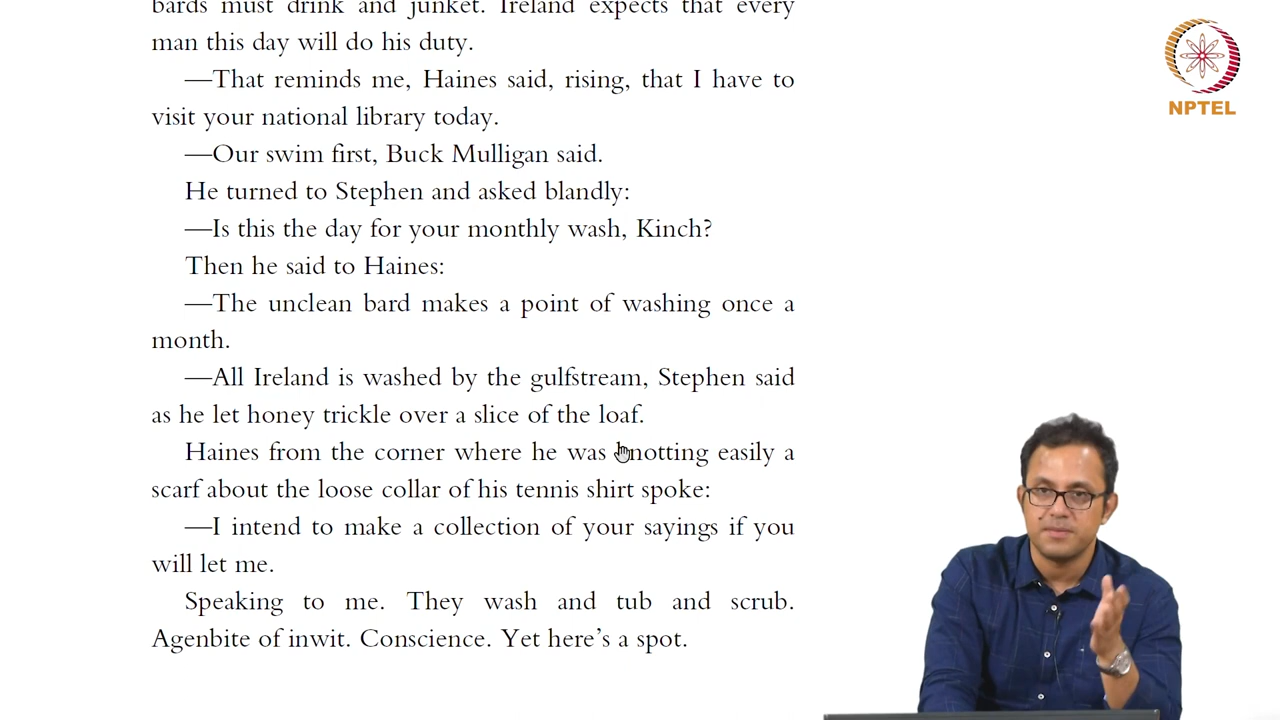 bards must drink and junket. Ireland expects that every
man this day will do his duty.
—That reminds me, Haines said, rising, that I have to
visit your national library today.
—Our swim first, Buck Mulligan said.
He turned to Stephen and asked blandly:
—Is this the day for your monthly wash, Kinch?
Then he said to Haines:
—The unclean bard makes a point of washing once a
month.
—All Ireland is washed by the gulfstream, Stephen said
as he let honey trickle over a slice of the loaf.
Haines from the corner where he was knotting easily a
scarf about the loose collar of his tennis shirt spoke:
—I intend to make a collection of your sayings if you
will let me.
Speaking to me. They wash and tub and scrub.
Agenbite of inwit. Conscience. Yet here's a spot.
NPTEL